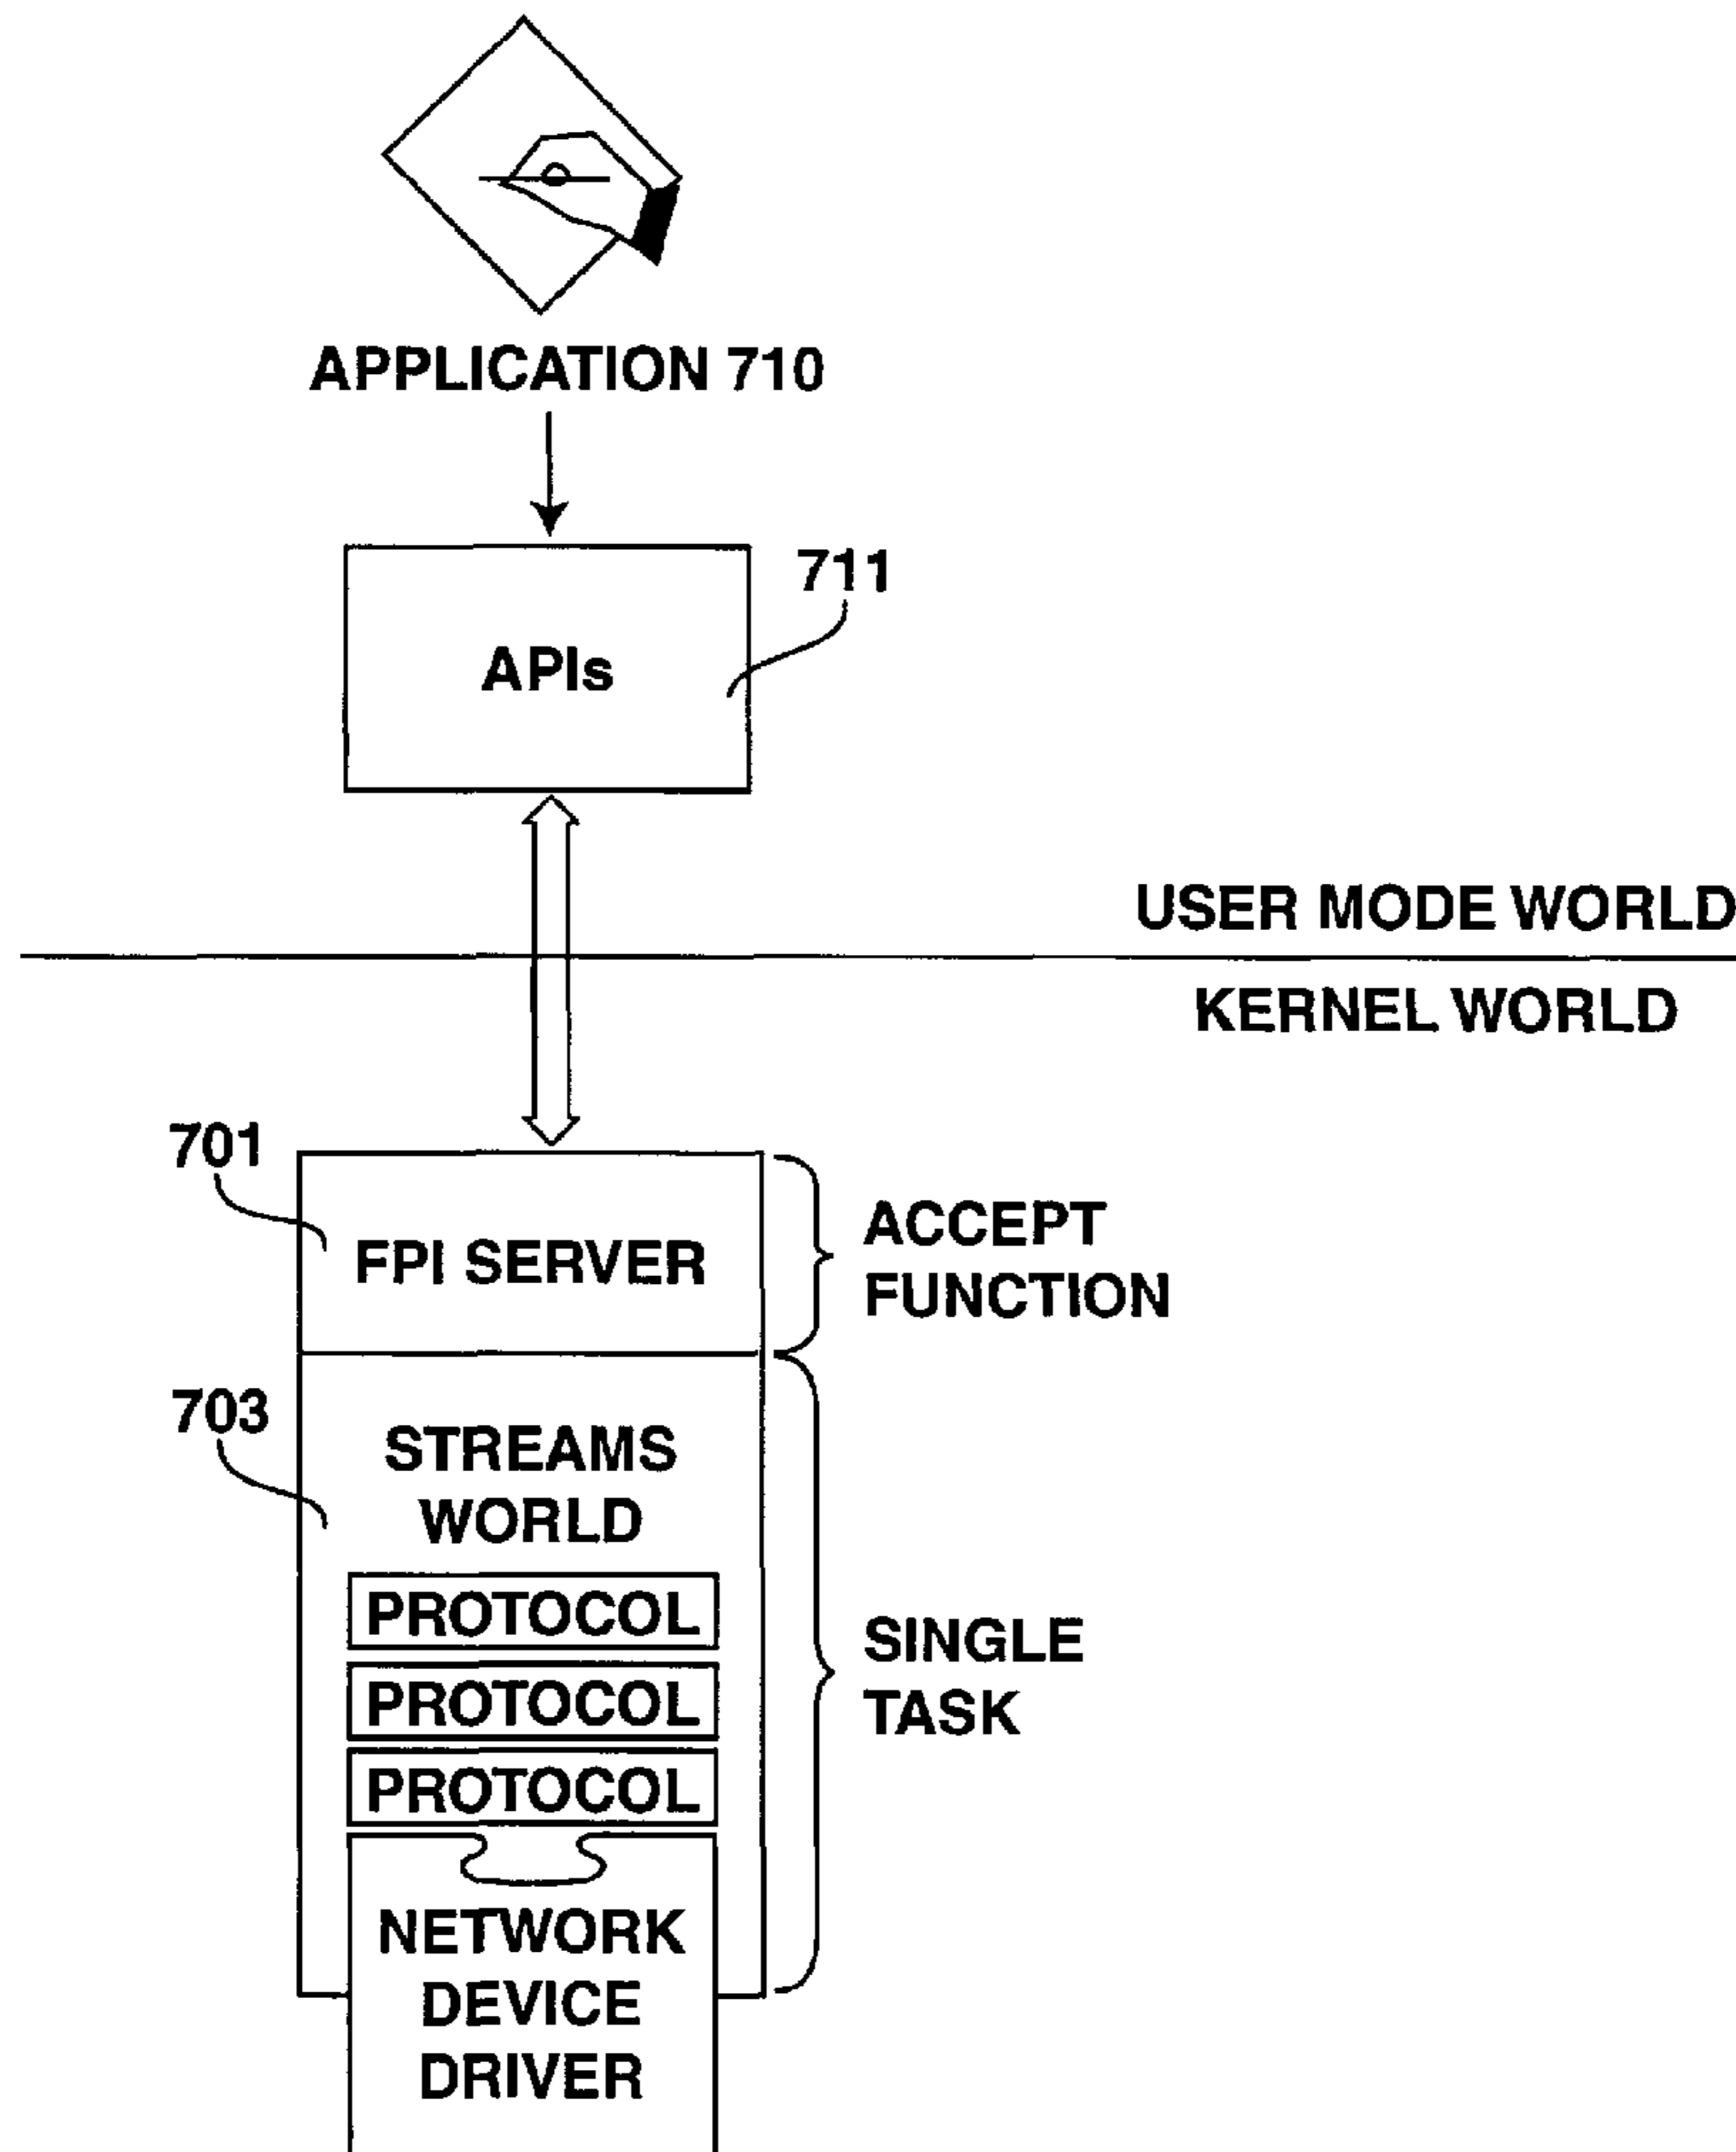 APPLICATION 710
711
APIs
USER MODE WORLD
KERNEL WORLD
701
FPI SERVER
ACCEPT
FUNCTION
703
STREAMS
WORLD
PROTOCOL
PROTOCOL
PROTOCOL
SINGLE
TASK
NETWORK
DEVICE
DRIVER